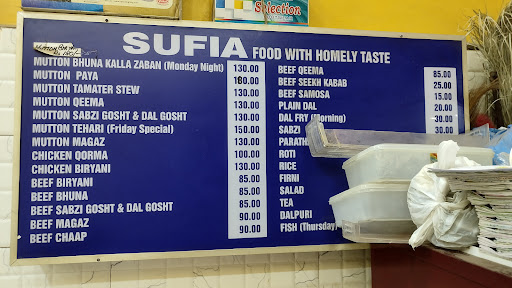 Selection
SUFIA FOOD WITH HOMELY TASTE
MUTTON BHUNA KALLA ZABAN (Monday Night) 130.00
MUTTON PAYA 160.00
MUTTON TAMATER STEW 130.00
MUTTON QEEMA 130.00
MUTTON SABZI GOSHT & DAL GOSHT 130.00
MUTTON TEHARI (Friday Special) 150.00
MUTTON MAGAZ 130.00
CHICKEN QORMA 100.00
CHICKEN BIRYANI 130.00
BEEF BIRYANI 85.00
BEEF BHUNA 85.00
BEEF SABZI GOSHT & DAL GOSHT 85.00
BEEF MAGAZ 90.00
BEEF CHAAP 90.00
BEEF QEEMA 85.00
BEEF SEEKH KABAB 25.00
BEEF SAMOSA 15.00
PLAIN DAL 20.00
DAL FRY (Morning) 30.00
SABZI 30.00
PARATH
ROTI
RICE
FIRNI
SALAD
TEA
DALPURI
FISH (Thursday)